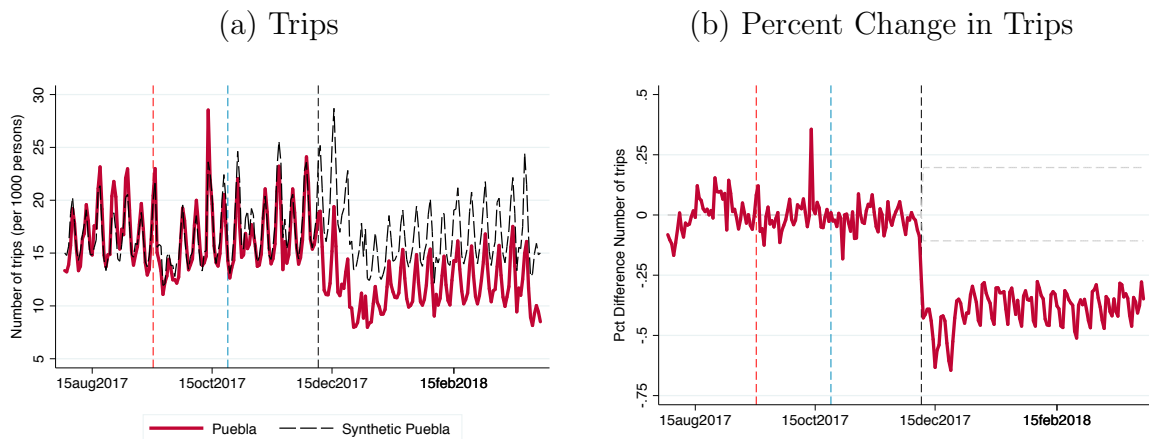 (a) Trips
Number of trips (per 1000 persons)
30
25
20
15
10
5
15aug2017 15oct2017 15dec2017 15feb2018
Puebla Synthetic Puebla
(b) Percent Change in Trips
Pct Difference Number of trips
.5
.25
0
-.25
-.5
-.75
15aug2017 15oct2017 15dec2017 15feb2018